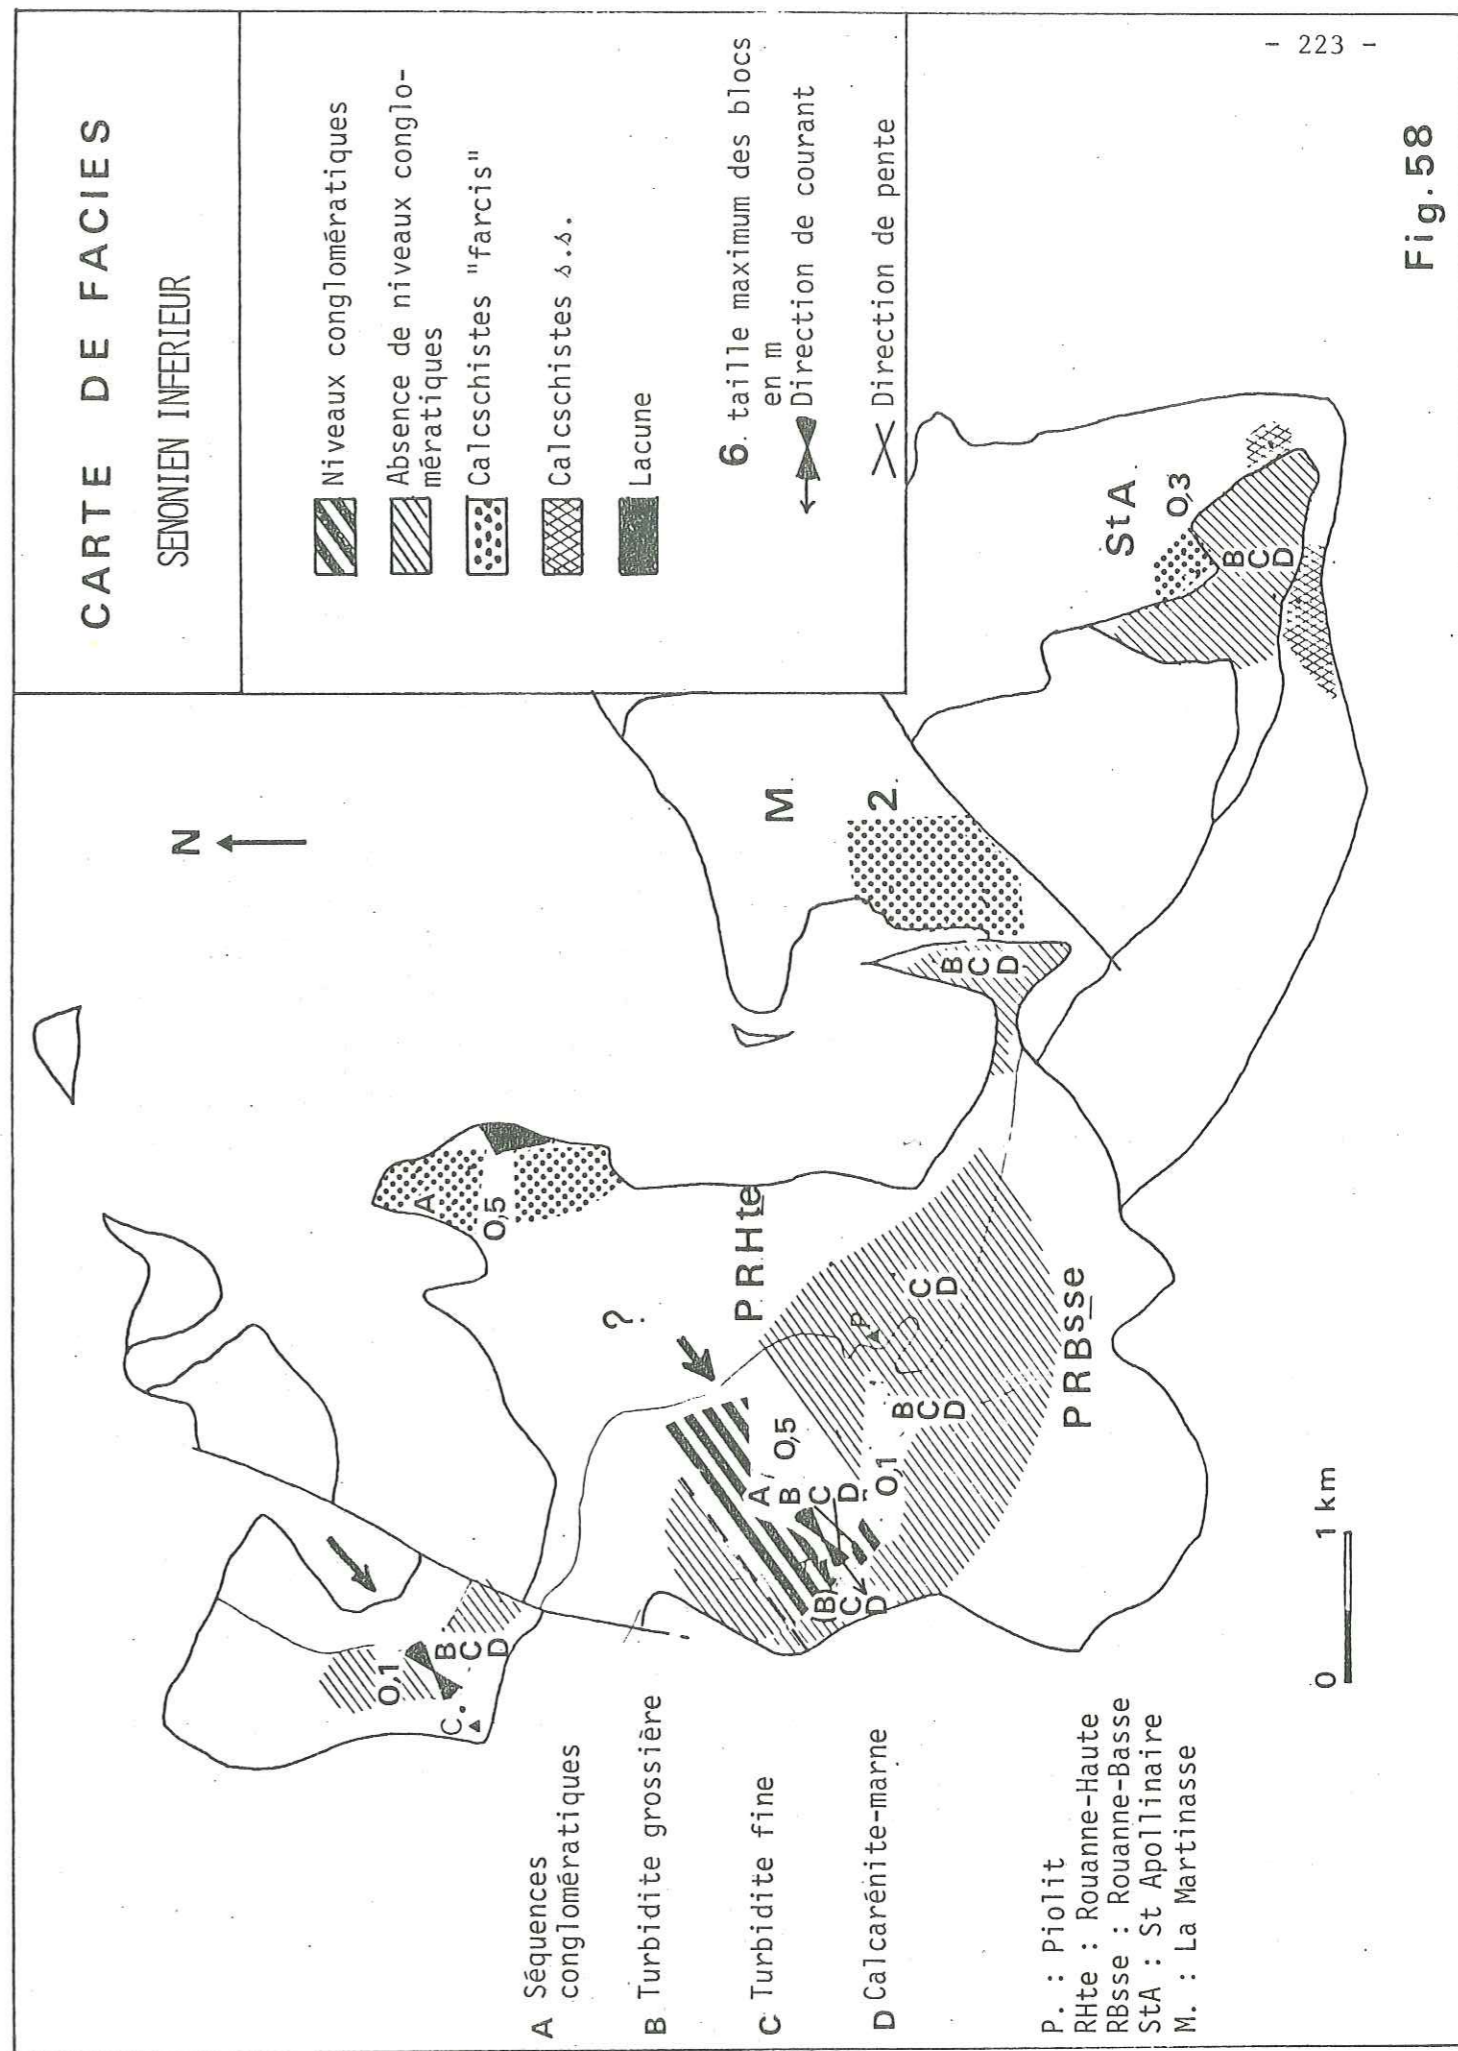 - 223 -
CARTE DE FACIES
SENONIEN INFERIEUR
Niveaux conglomératiques
Absence de niveaux conglo-
mératiques
Calcschistes "farcis"
Calcschistes s.s.
Lacune
6. taille maximum des blocs
en m
Direction de courant
Direction de pente
N
C.
0,1
B
C
D
A
0,5
?
P.RHte
A
B
C
D
0,5
(B)
C
D
0,1
B
C
D
P
C
D
PRBsse
M.
2.
B
C
D
StA
0,3
B
C
D
A Séquences
conglomératiques
B Turbidite grossière
C Turbidite fine
D Calcarénite-marne
P. : Piolit
RHte : Rouanne-Haute
RBsse : Rouanne-Basse
StA : St Apollinaire
M. : La Martinasse
0 1 km
Fig.58